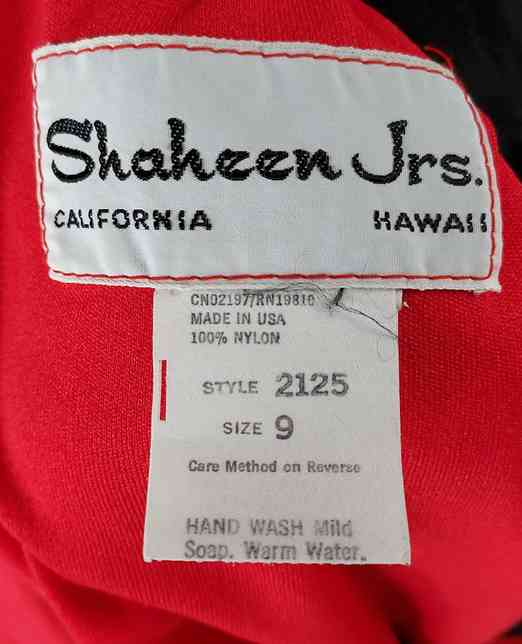 Shaheen Jrs.
CALIFORNIA HAWAII
CN02197/RN19810
MADE IN USA
100% NYLON
STYLE 2125
SIZE 9
Care Method on Reverse
HAND WASH Mild
Soap. Warm Water.